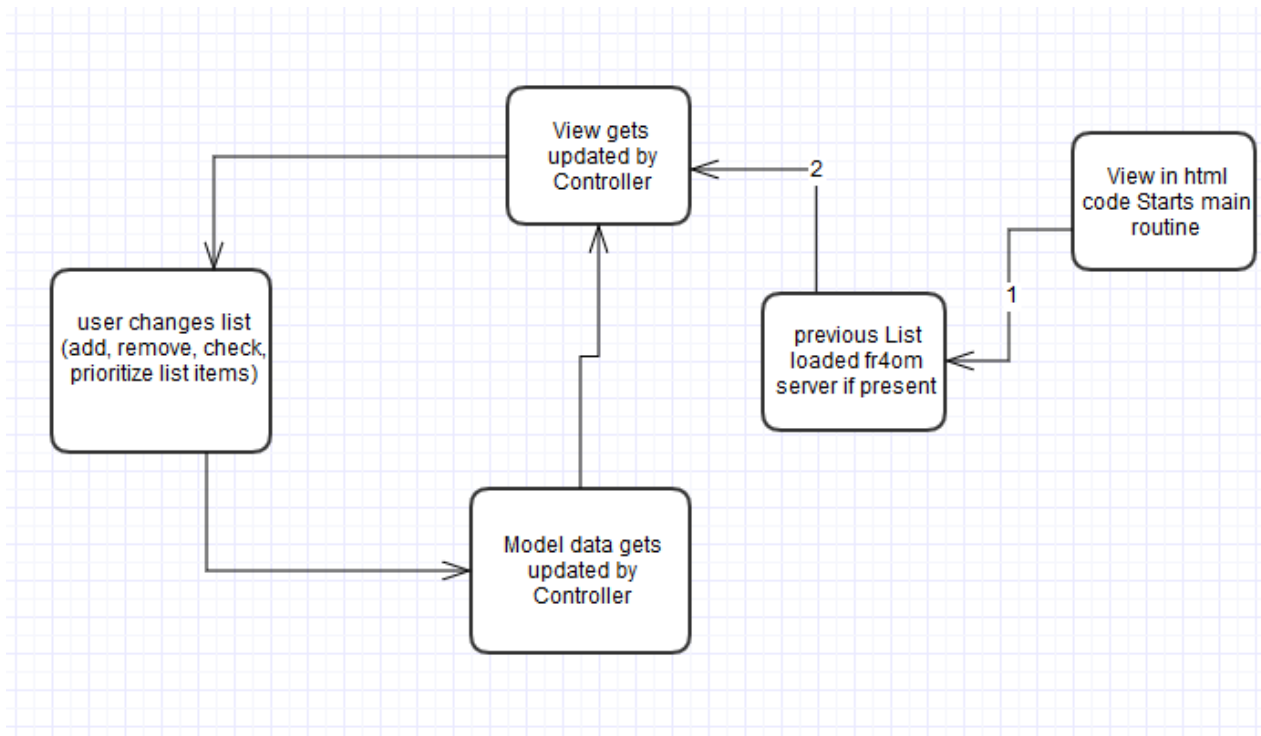 View gets
updated by
Controller
2
View in html
code Starts main
routine
1
user changes list
(add, remove, check,
prioritize list items)
previous List
loaded fr4om
server if present
Model data gets
updated by
Controller